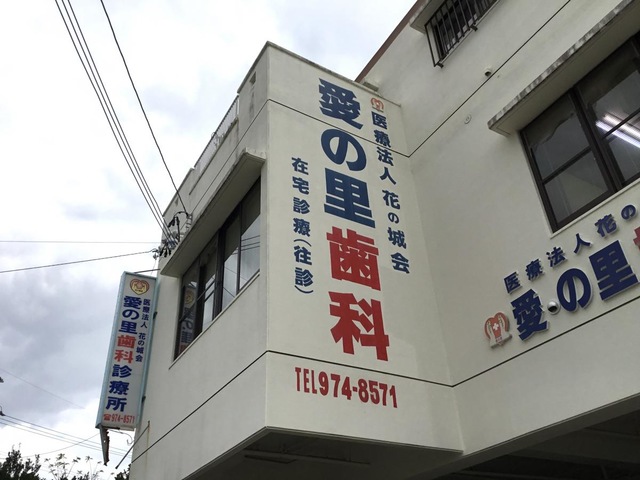 医療法人 花の城会
愛の里歯科
在宅診療(往診)
TEL974-8571
医療法人 花の城会
愛の里歯科診療所
☎974-8571
医療法人 花の
愛の里